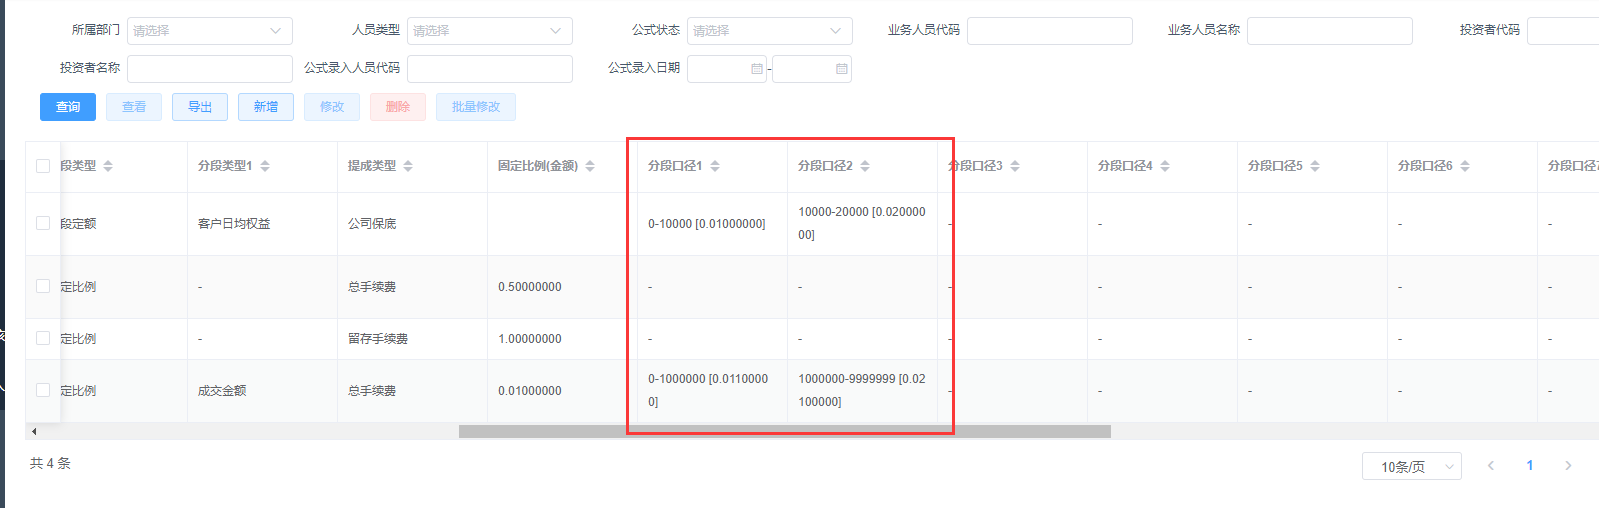 所属部门 请选择 人员类型 请选择 公式状态 请选择 业务人员代码 业务人员名称 投资者代码
投资者名称 公式录入人员代码 公式录入日期 -
查询 查看 导出 新增 修改 删除 批量修改
段类型 分段类型1 提成类型 固定比例(金额) 分段口径1 分段口径2 分段口径3 分段口径4 分段口径5 分段口径6 分段口径7
段定额 客户日均权益 公司保底 0-10000 [0.01000000] 10000-20000 [0.020000
00] - - - - -
定比例 - 总手续费 0.50000000 - - - - - - -
定比例 - 留存手续费 1.00000000 - - - - - - -
定比例 成交金额 总手续费 0.01000000 0-1000000 [0.0110000
0] 1000000-9999999 [0.02
100000] - - - - -
共 4 条 10条/页 1